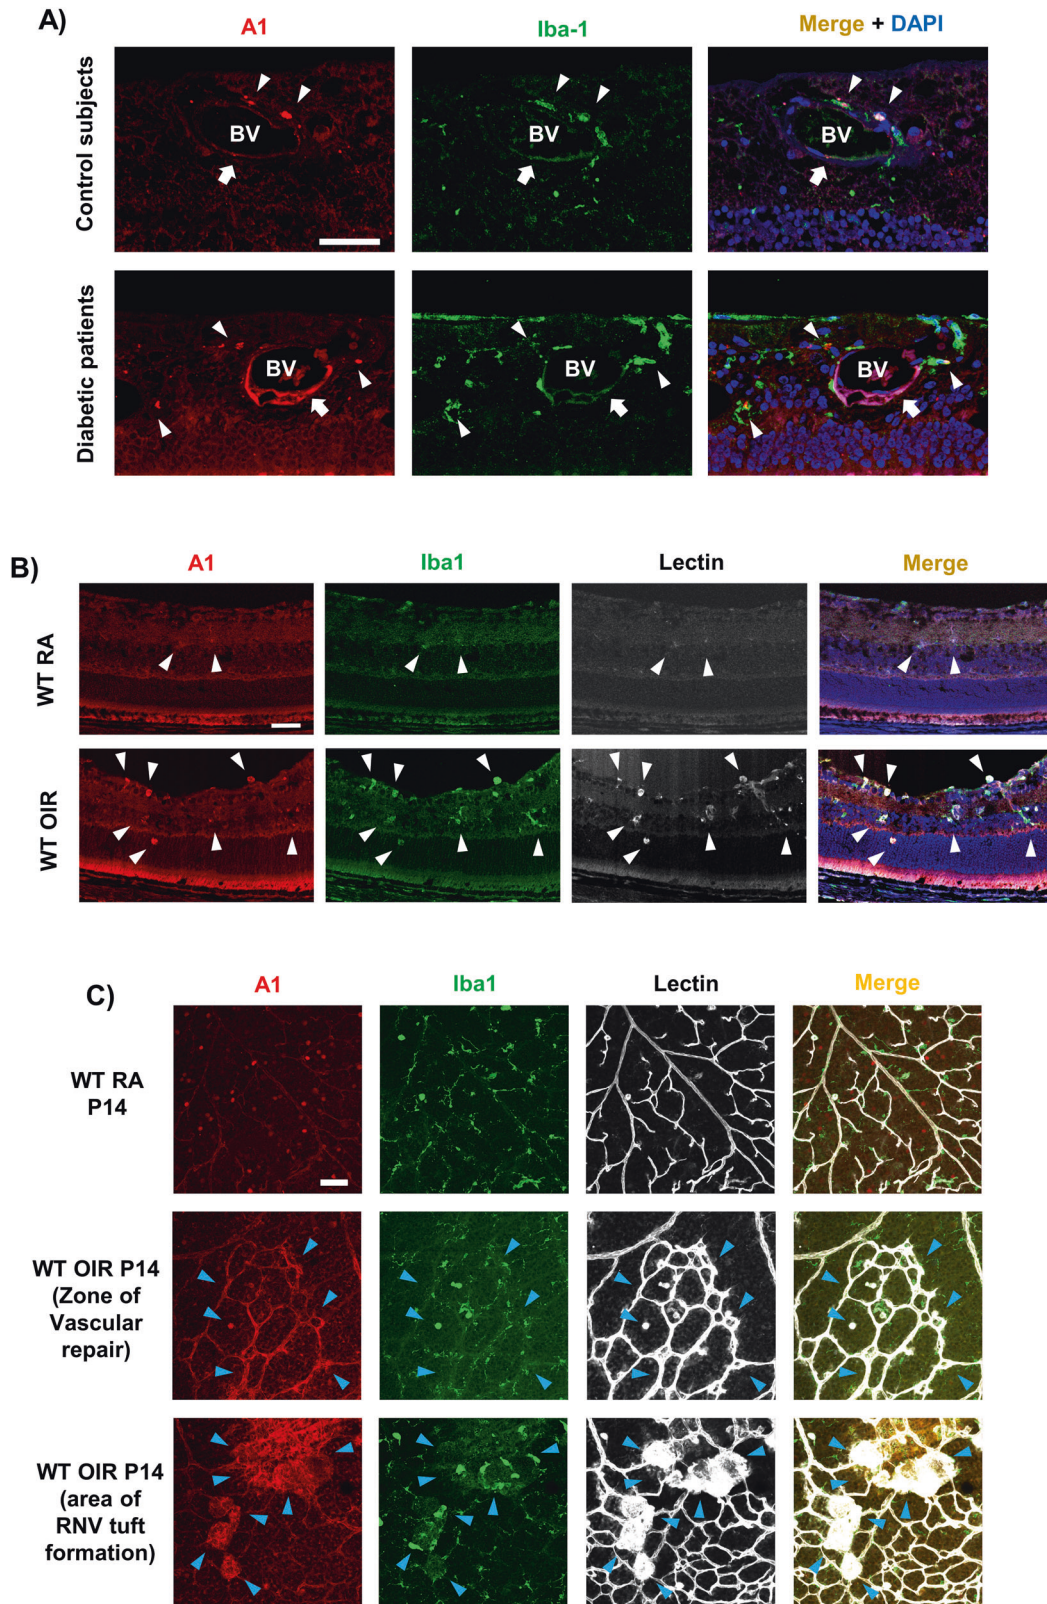 A)
A1 Iba-1 Merge + DAPI
Control subjects
BV BV BV
Diabetic patients
BV BV BV
B)
A1 Iba1 Lectin Merge
WT RA
WT OIR
C)
A1 Iba1 Lectin Merge
WT RA
P14
WT OIR P14
(Zone of
Vascular
repair)
WT OIR P14
(area of
RNV tuft
formation)